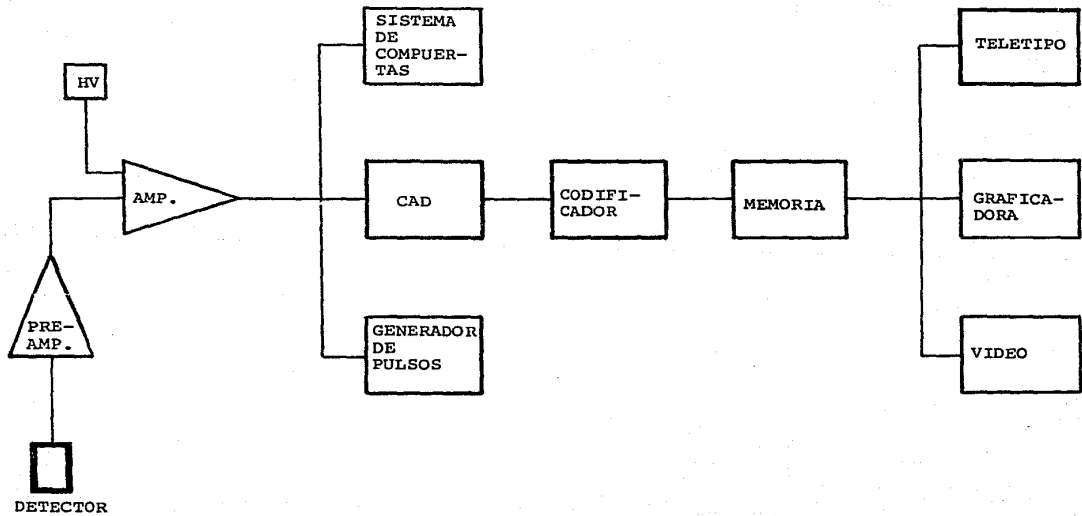 SISTEMA
DE
COMPUER-
TAS
TELETIPO
HV
AMP.
CAD
CODIFI-
CADOR
MEMORIA
GRAFICA-
DORA
PRE-
AMP.
GENERADOR
DE
PULSOS
VIDEO
DETECTOR